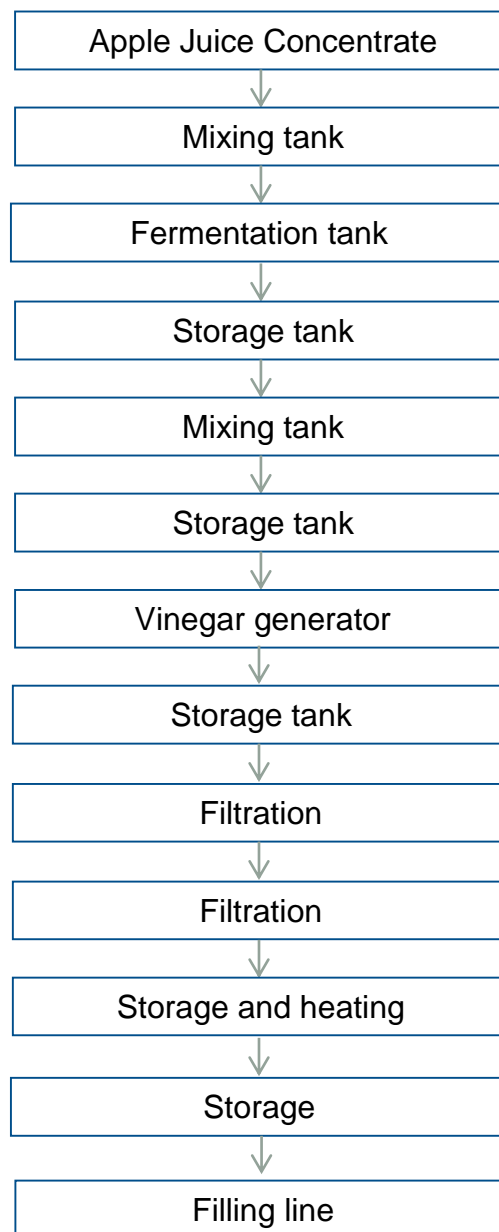 Apple Juice Concentrate
Mixing tank
Fermentation tank
Storage tank
Mixing tank
Storage tank
Vinegar generator
Storage tank
Filtration
Filtration
Storage and heating
Storage
Filling line